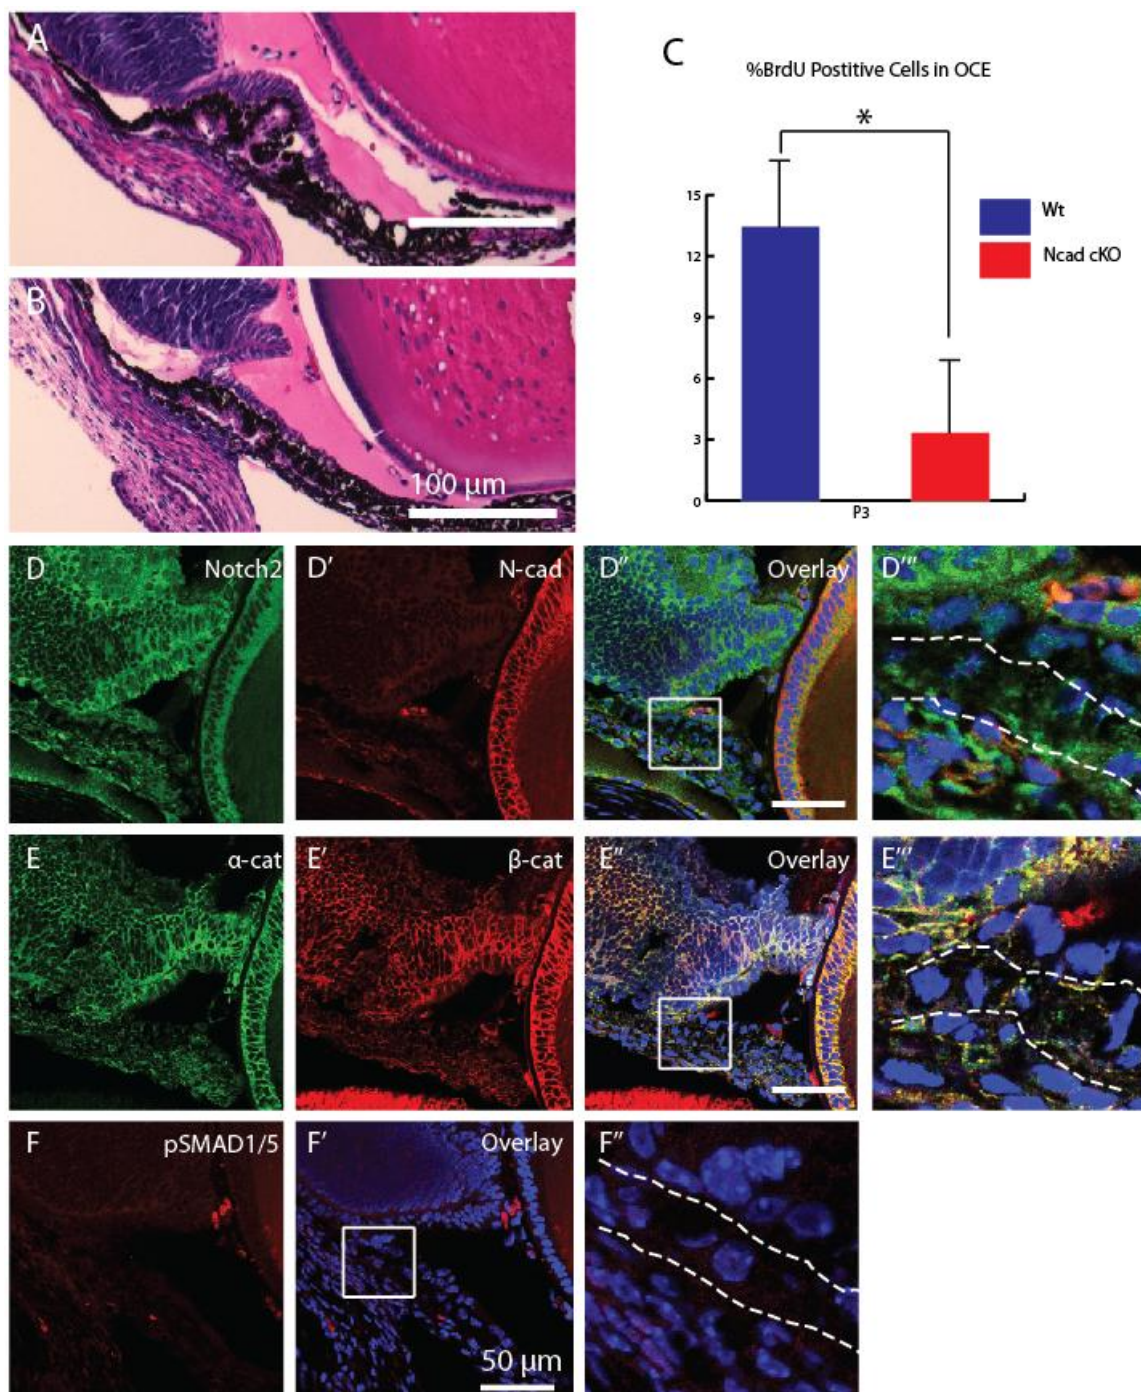 A
B
100 µm
C
%BrdU Postitive Cells in OCE
*
15
12
9
6
3
0
P3
Wt
Ncad cKO
D
Notch2
D'
N-cad
D"
Overlay
D'"
E
α-cat
E'
β-cat
E"
Overlay
E'"
F
pSMAD1/5
F'
Overlay
50 µm
F"